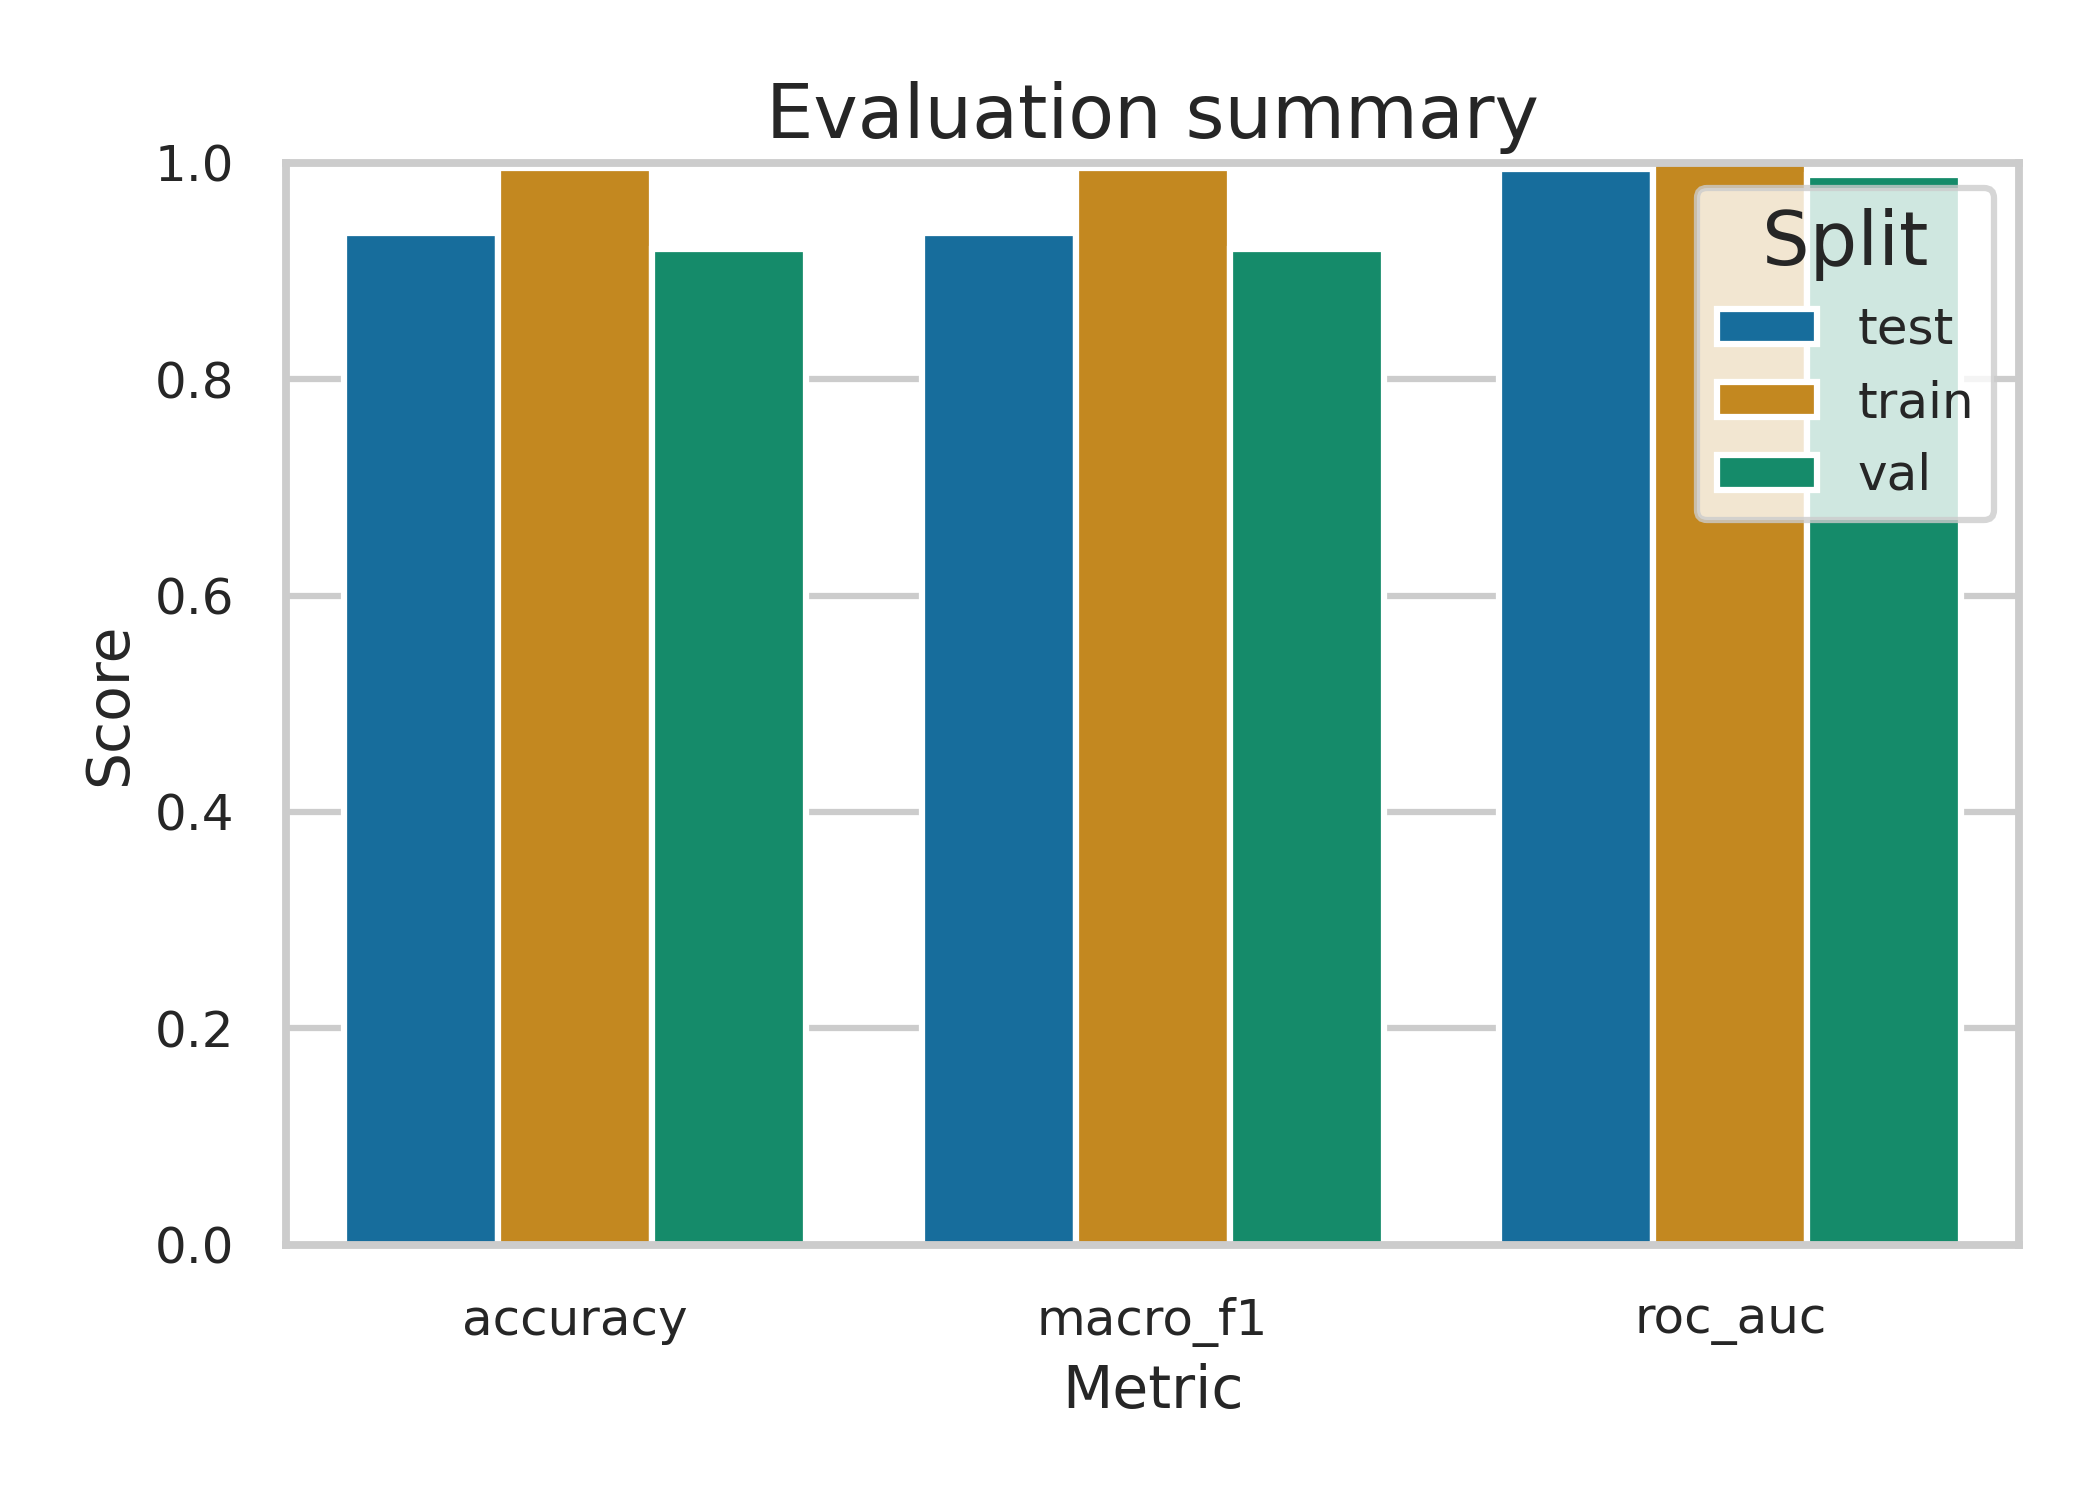 Evaluation summary
1.0
0.8
0.6
0.4
0.2
0.0
Score
Split
test
train
val
accuracy
macro_f1
roc_auc
Metric